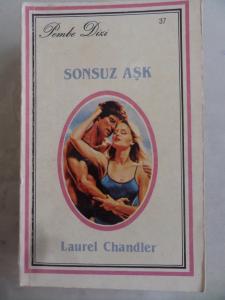 Pembe Dizi
37
SONSUZ AŞK
Laurel Chandler